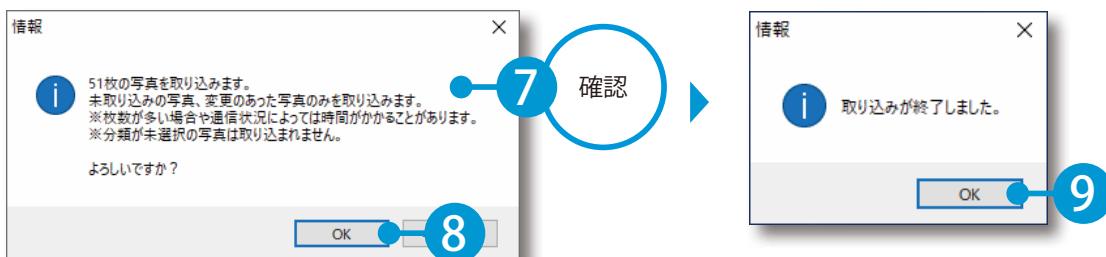 情報
51枚の写真を取り込みます。
未取り込みの写真、変更のあった写真のみを取り込みます。
※枚数が多い場合や通信状況によっては時間がかかることがあります。
※分類が未選択の写真は取り込まれません。
よろしいですか？
OK
8
7
確認
情報
取り込みが終了しました。
OK
9